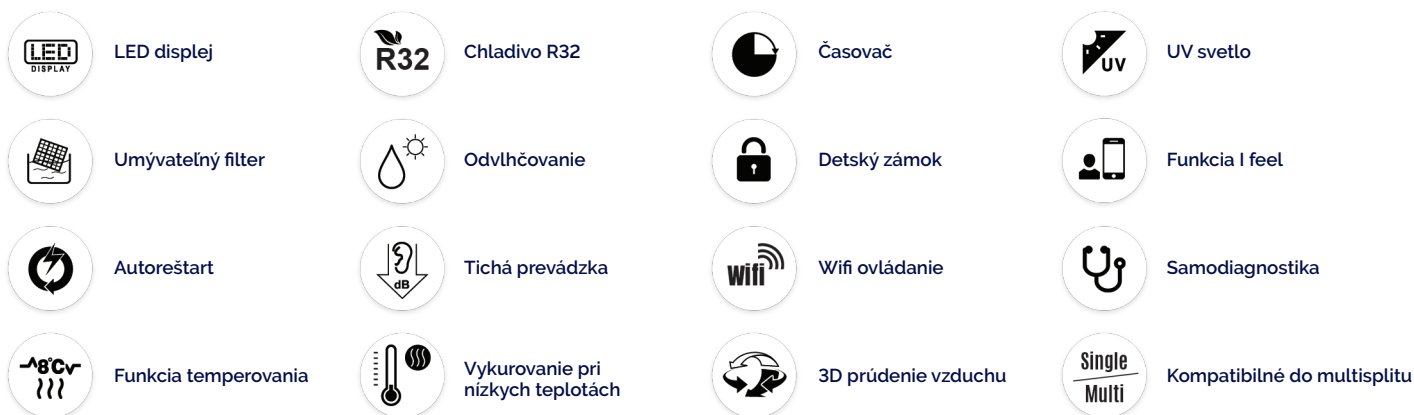 LED
DISPLAY
LED displej
R32
Chladivo R32
Časovač
UV
UV svetlo
Umývateľný filter
Odvlhčovanie
Detský zámok
Funkcia I feel
Autoreštart
dB
Tichá prevádzka
wifi
Wifi ovládanie
Samodiagnostika
8°C
Funkcia temperovania
Vykurovanie pri
nízkych teplotách
3D prúdenie vzduchu
Single
Multi
Kompatibilné do multisplitu